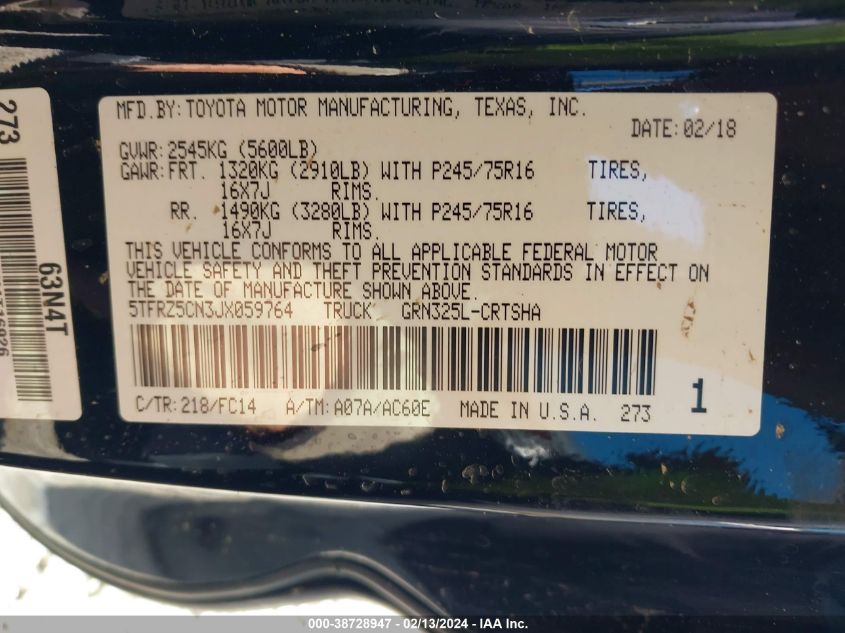 MFD.BY: TOYOTA MOTOR MANUFACTURING, TEXAS, INC.
DATE: 02/18
GVWR: 2545KG (5600LB)
GAWR: FRT. 1320KG (2910LB) WITH P245/75R16 TIRES,
16X7J RIMS.
RR. 1490KG (3280LB) WITH P245/75R16 TIRES,
16X7J RIMS.
THIS VEHICLE CONFORMS TO ALL APPLICABLE FEDERAL MOTOR
VEHICLE SAFETY AND THEFT PREVENTION STANDARDS IN EFFECT ON
THE DATE OF MANUFACTURE SHOWN ABOVE.
5TFRZ5CN3JX059764 TRUCK GRN325L-CRTSHA
C/TR: 218/FC14 A/TM: A07A/AC60E MADE IN U.S.A. 273
1
273
63N4T
000-38728947 - 02/13/2024 - CA - IAA Inc.